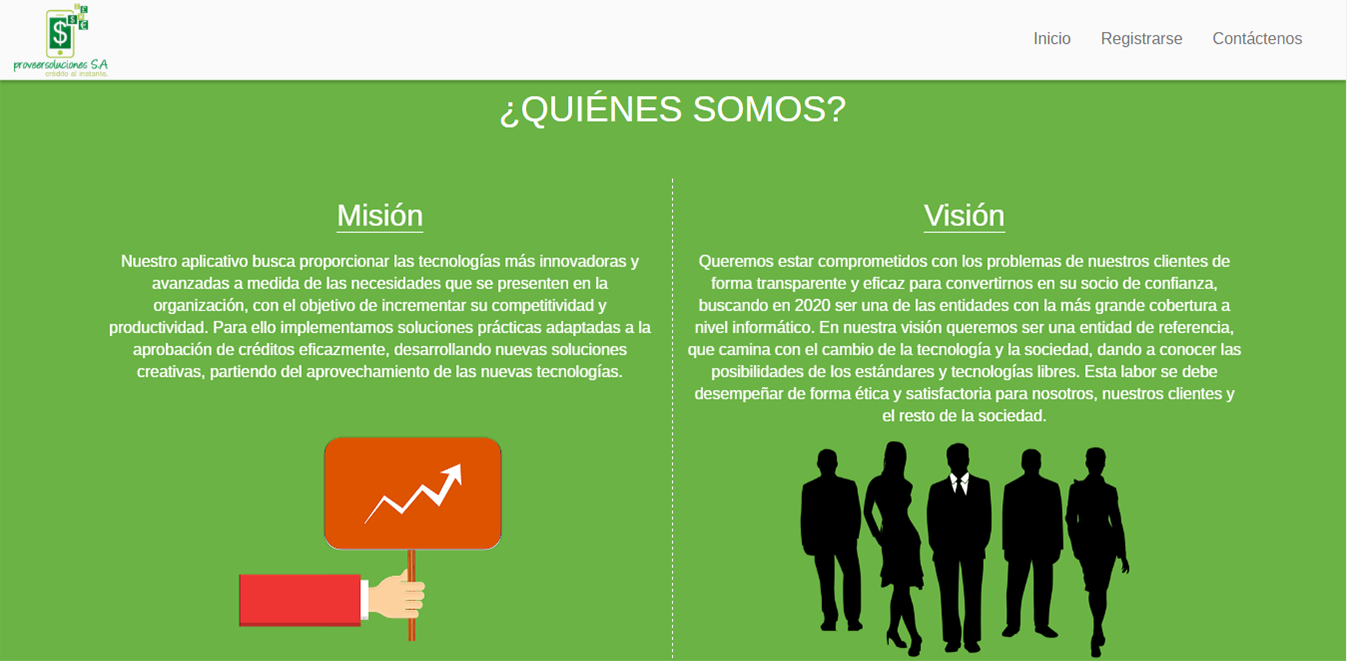 $
$
€
proveersoluciones S.A
crédito al instante.
Inicio Registrarse Contáctenos
¿QUIÉNES SOMOS?
Misión
Nuestro aplicativo busca proporcionar las tecnologías más innovadoras y
avanzadas a medida de las necesidades que se presenten en la
organización, con el objetivo de incrementar su competitividad y
productividad. Para ello implementamos soluciones prácticas adaptadas a la
aprobación de créditos eficazmente, desarrollando nuevas soluciones
creativas, partiendo del aprovechamiento de las nuevas tecnologías.
Visión
Queremos estar comprometidos con los problemas de nuestros clientes de
forma transparente y eficaz para convertirnos en su socio de confianza,
buscando en 2020 ser una de las entidades con la más grande cobertura a
nivel informático. En nuestra visión queremos ser una entidad de referencia,
que camina con el cambio de la tecnología y la sociedad, dando a conocer las
posibilidades de los estándares y tecnologías libres. Esta labor se debe
desempeñar de forma ética y satisfactoria para nosotros, nuestros clientes y
el resto de la sociedad.